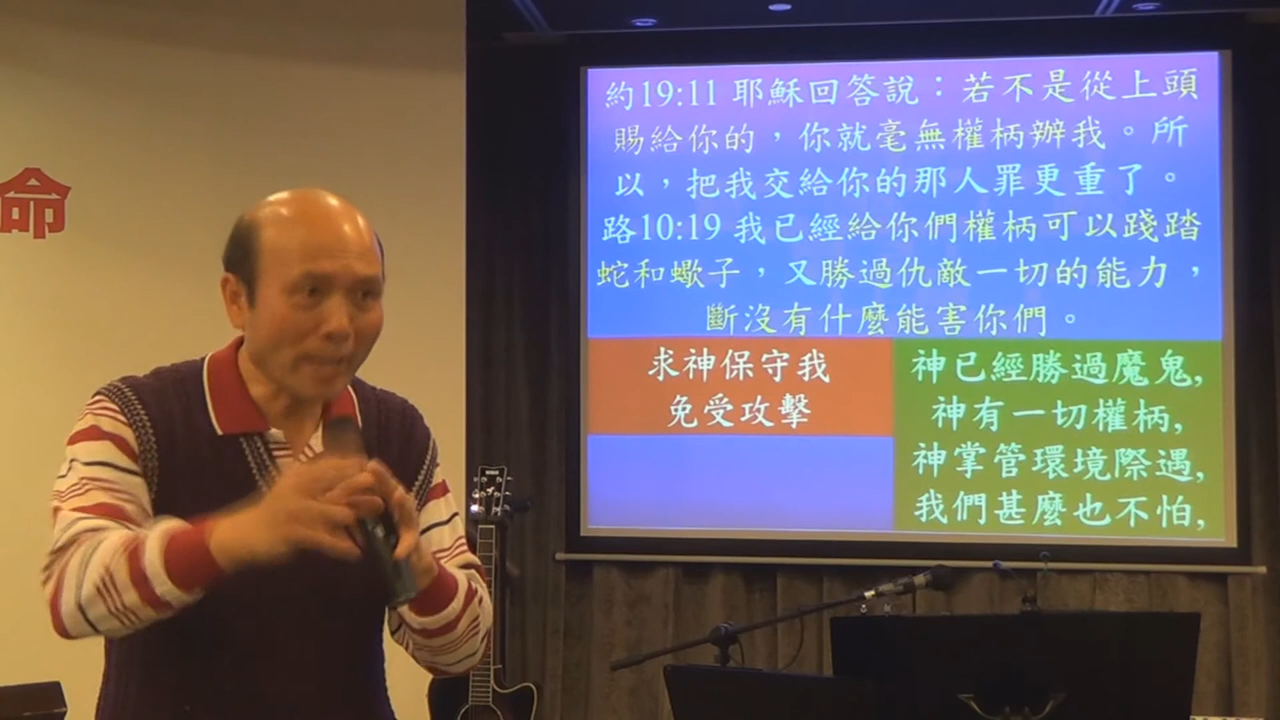 命
約19:11 耶穌回答說：若不是從上頭
賜給你的，你就毫無權柄辦我。所
以，把我交給你的那人罪更重了。
路10:19 我已經給你們權柄可以踐踏
蛇和蠍子，又勝過仇敵一切的能力，
斷沒有什麼能害你們。
求神保守我
免受攻擊
神已經勝過魔鬼,
神有一切權柄,
神掌管環境際遇,
我們甚麼也不怕,